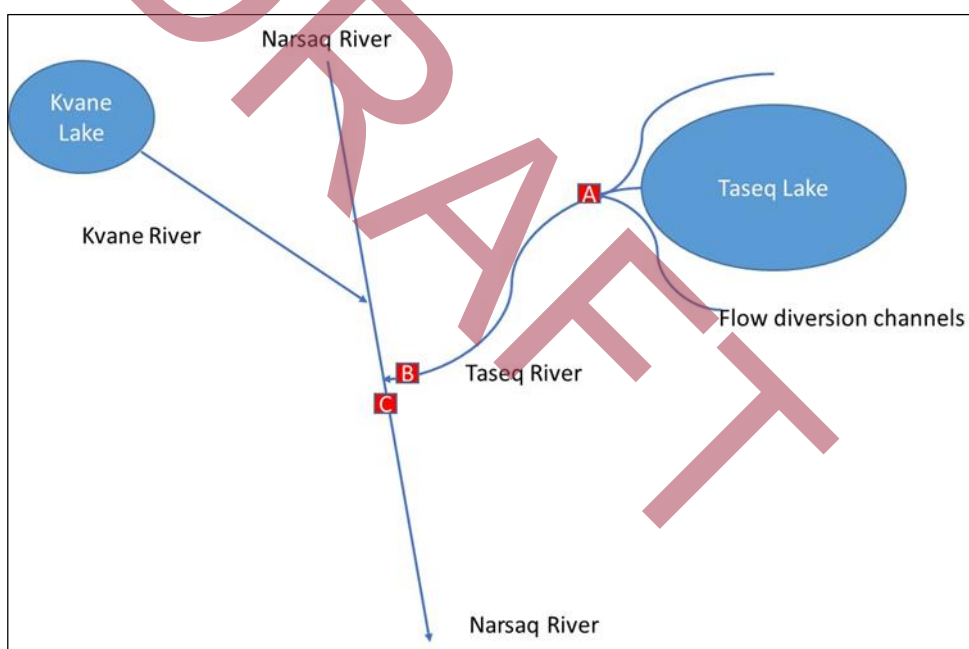 Narsaq River
Kvane
Lake
Taseq Lake
A
Kvane River
Flow diversion channels
B
Taseq River
C
Narsaq River
DRAFT